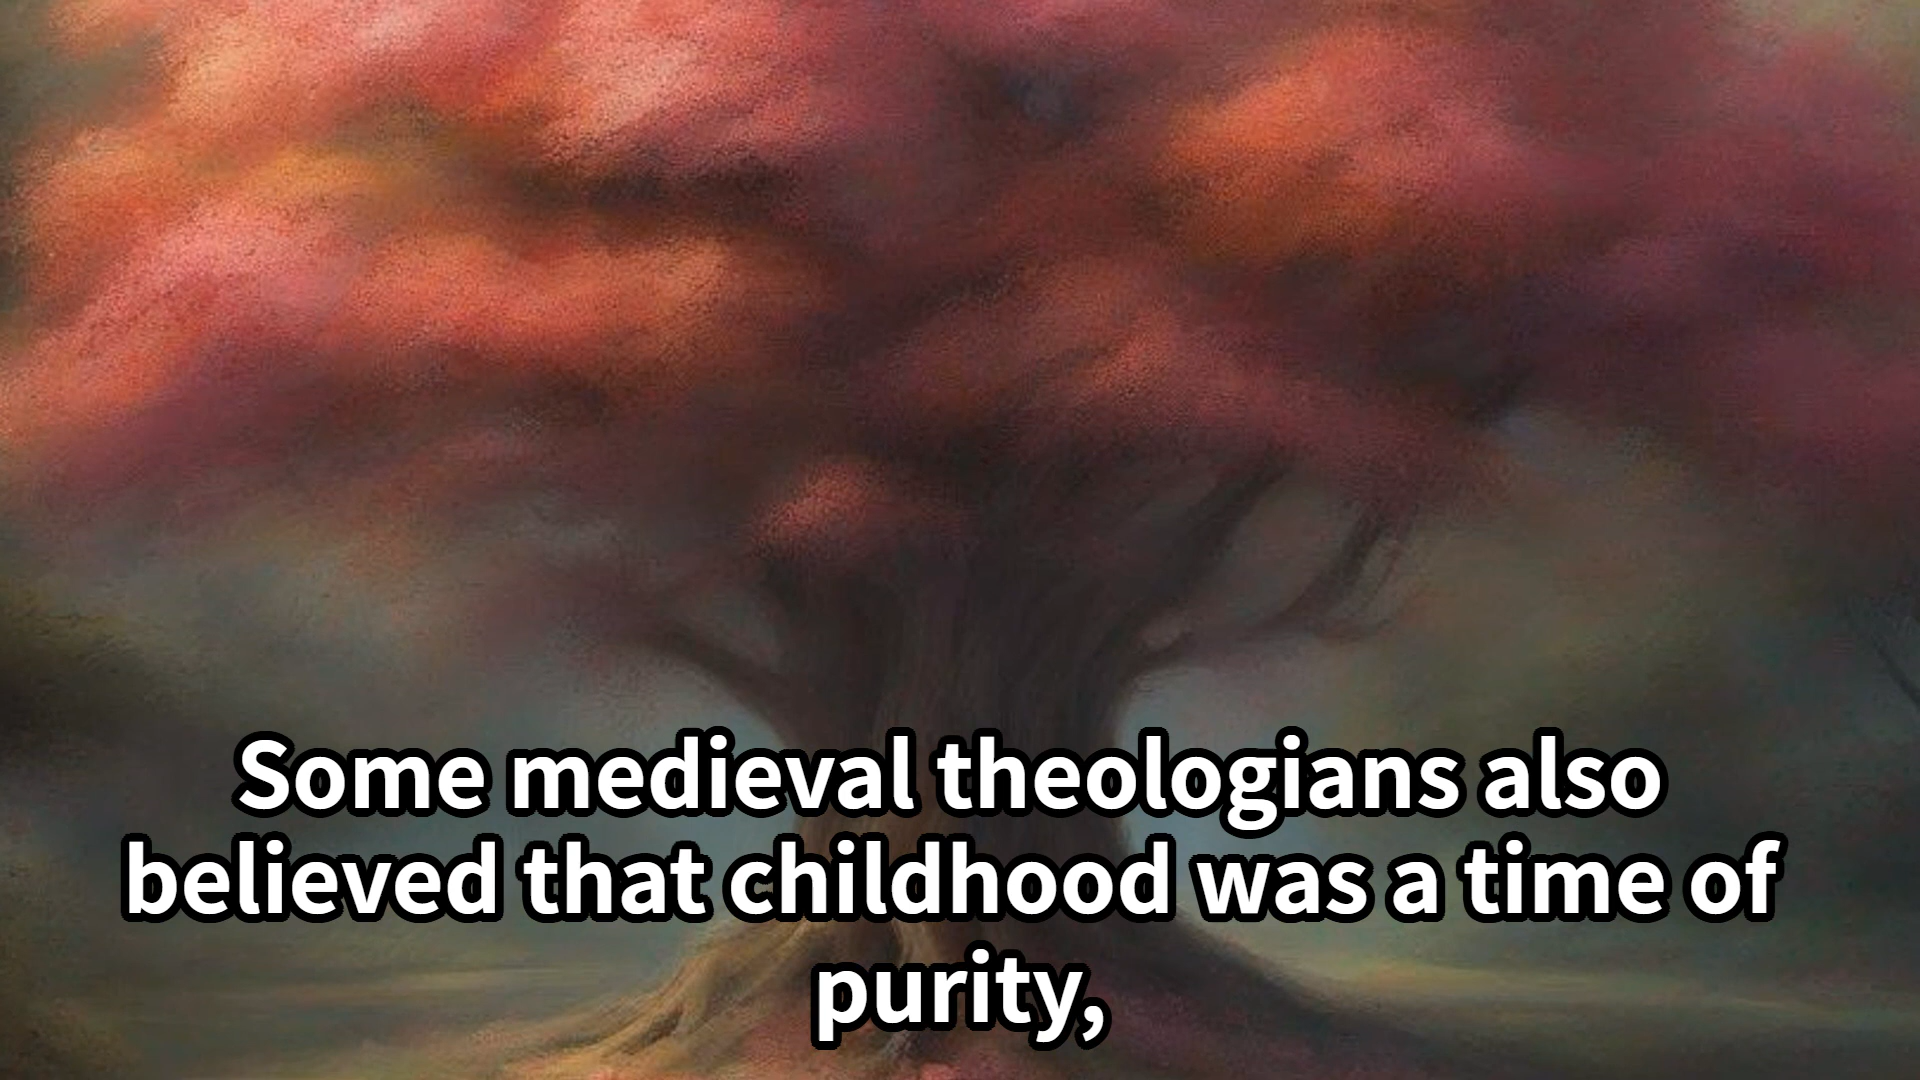 Some medieval theologians also
believed that childhood was a time of
purity,